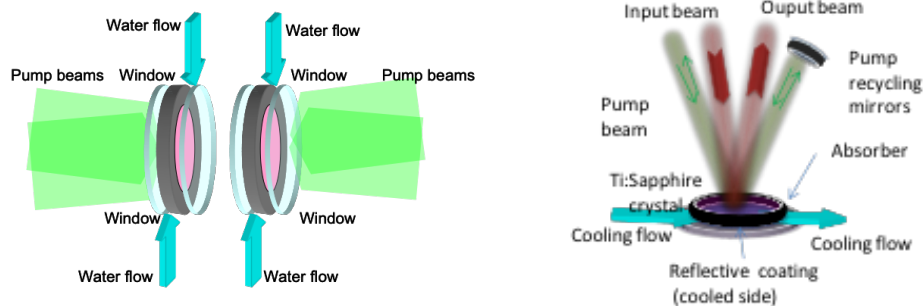 Water flow
Water flow
Pump beams
Window
Window
Pump beams
Window
Window
Water flow
Water flow
Input beam
Ouput beam
Pump
recycling
mirrors
Pump
beam
Absorber
Ti:Sapphire
crystal
Cooling flow
Cooling flow
Reflective coating
(cooled side)